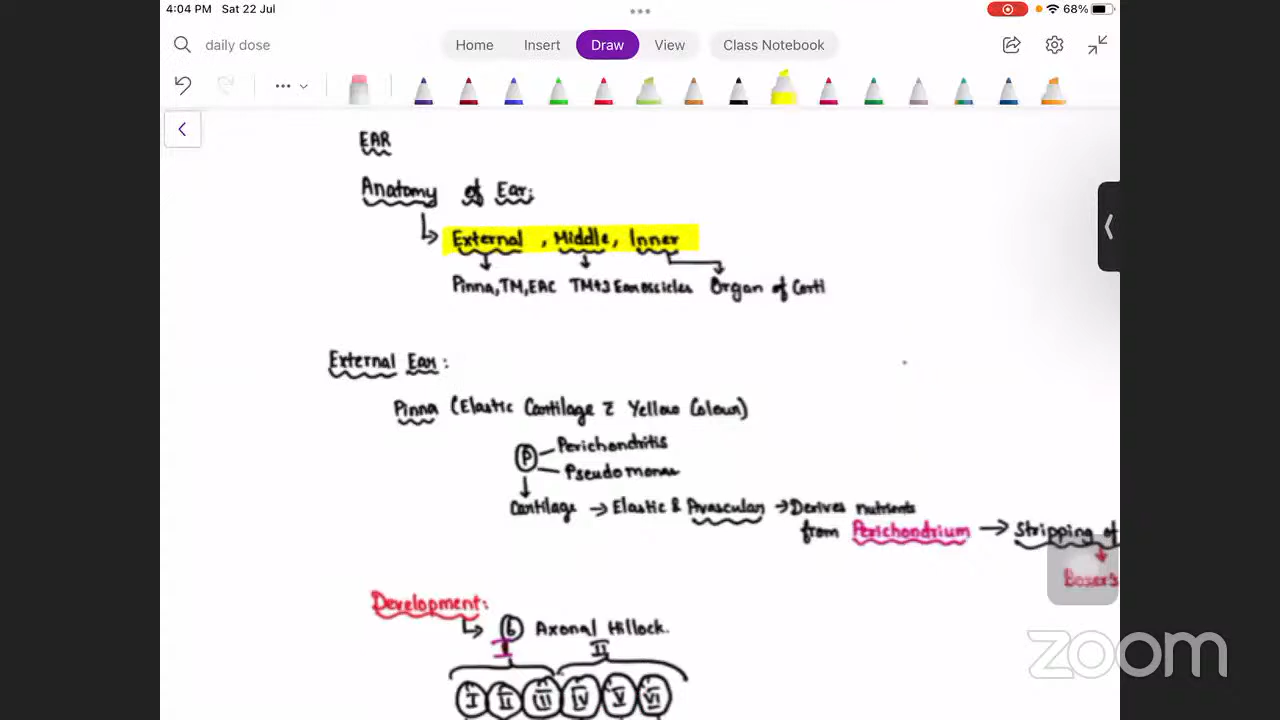 4:04 PM Sat 22 Jul
68%
daily dose
Home Insert Draw View Class Notebook
EAR
Anatomy of Ear:
External , Middle, Inner
Pinna, TM, EAC TM+3 Earossicles Organ of Corti
External Ear:
Pinna (Elastic Cartilage c̄ Yellow Colour)
P Perichondritis
Pseudomonas
Cartilage → Elastic & Avascular → Derives nutrients
from Perichondrium → Stripping of
Boxer's
Development:
6 Axonal Hillock.
I II
I II III IV V VI
zoom